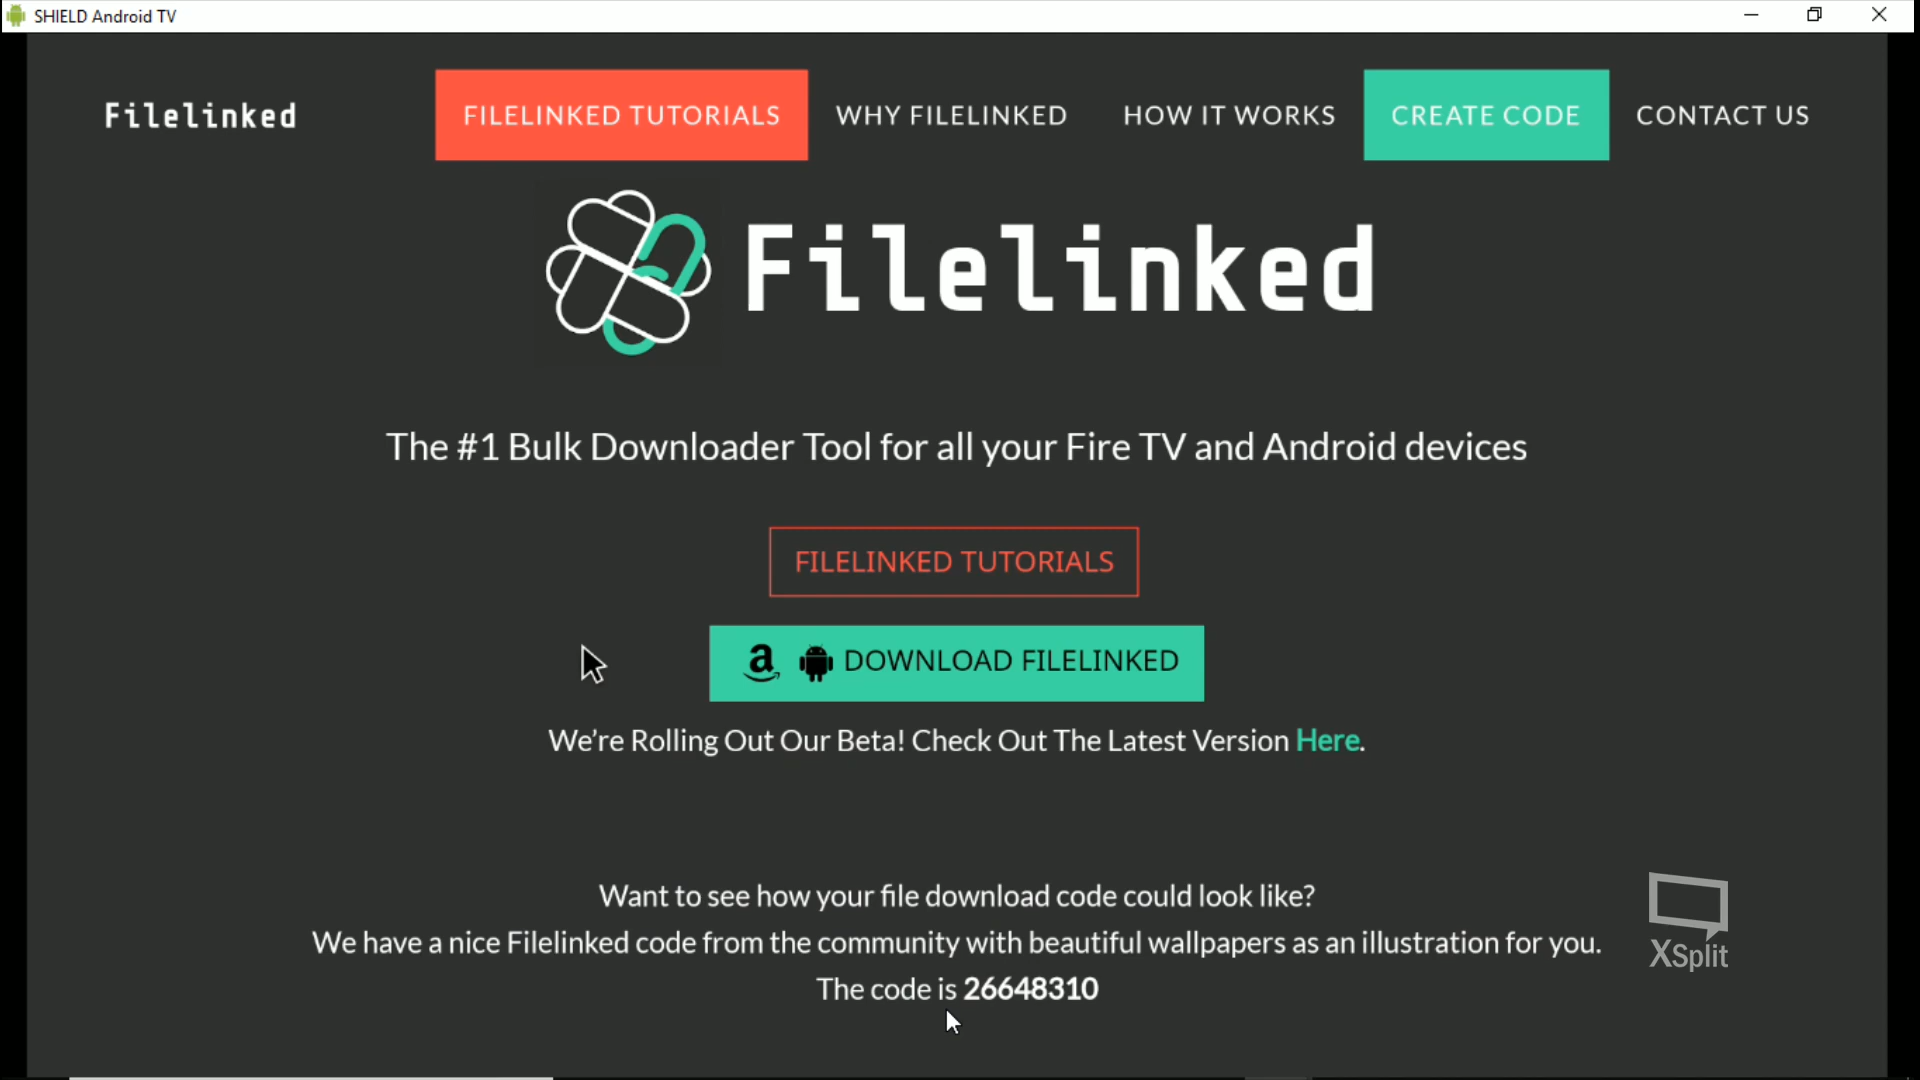 SHIELD Android TV
Filelinked
FILELINKED TUTORIALS
WHY FILELINKED
HOW IT WORKS
CREATE CODE
CONTACT US
Filelinked
The #1 Bulk Downloader Tool for all your Fire TV and Android devices
FILELINKED TUTORIALS
DOWNLOAD FILELINKED
We're Rolling Out Our Beta! Check Out The Latest Version Here.
Want to see how your file download code could look like?
We have a nice Filelinked code from the community with beautiful wallpapers as an illustration for you.
The code is 26648310
XSplit